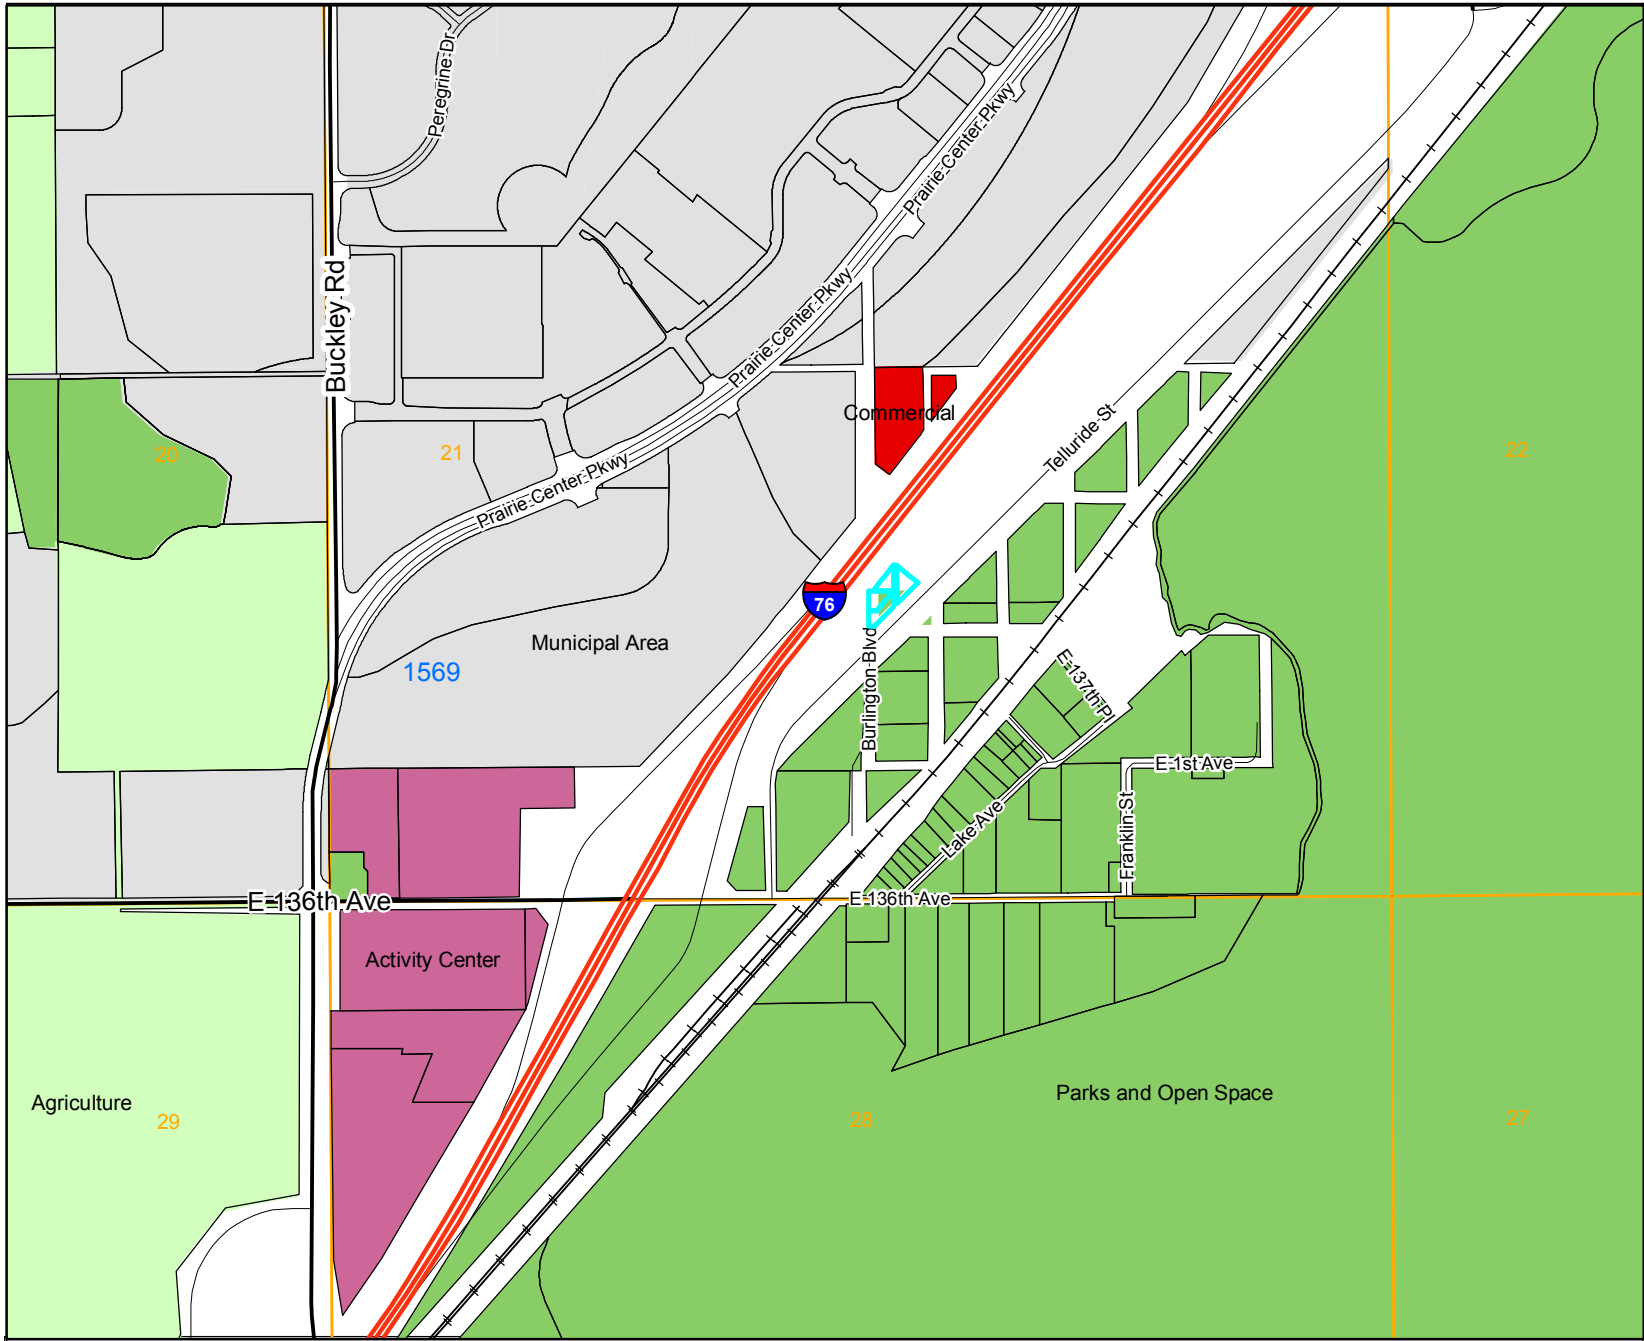 Peregrine Dr
Prairie Center Pkwy
Buckley Rd
Prairie Center Pkwy
Commercial
Telluride St
20
21
22
Prairie Center Pkwy
76
Municipal Area
1569
Burlington Blvd
E 137th Pl
E 1st Ave
Franklin St
Lake Ave
E 136th Ave
E 136th Ave
Activity Center
Agriculture
29
28
Parks and Open Space
27